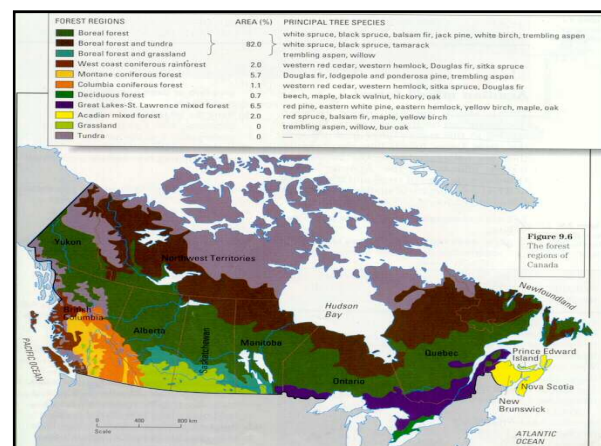 FOREST REGIONS AREA (%) PRINCIPAL TREE SPECIES
Boreal forest white spruce, black spruce, balsam fir, jack pine, white birch, trembling aspen
Boreal forest and tundra 82.0 white spruce, black spruce, tamarack
Boreal forest and grassland trembling aspen, willow
West coast coniferous rainforest 2.0 western red cedar, western hemlock, Douglas fir, sitka spruce
Montane coniferous forest 5.7 Douglas fir, lodgepole and ponderosa pine, trembling aspen
Columbia coniferous forest 1.1 western red cedar, western hemlock, sitka spruce, Douglas fir
Deciduous forest 0.7 beech, maple, black walnut, hickory, oak
Great Lakes-St. Lawrence mixed forest 6.5 red pine, eastern white pine, eastern hemlock, yellow birch, maple, oak
Acadian mixed forest 2.0 red spruce, balsam fir, maple, yellow birch
Grassland 0 trembling aspen, willow, bur oak
Tundra 0 —
Figure 9.6
The forest
regions of
Canada
Yukon
Northwest Territories
Hudson
Bay
Newfoundland
British
Columbia
Alberta
Saskatchewan
Manitoba
Ontario
Quebec
Prince Edward
Island
Nova Scotia
New
Brunswick
PACIFIC OCEAN
ATLANTIC
OCEAN
0 400 800 km
Scale